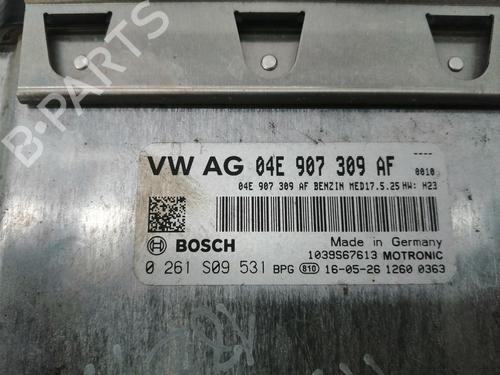 B-PARTS
VW AG 04E 907 309 AF
0010
04E 907 309 AF BENZIN MED17.5.25 HW: H23
BOSCH
Made in Germany
1039S67613 MOTRONIC
0 261 S09 531 BPG 810 16-05-26 1260 0363